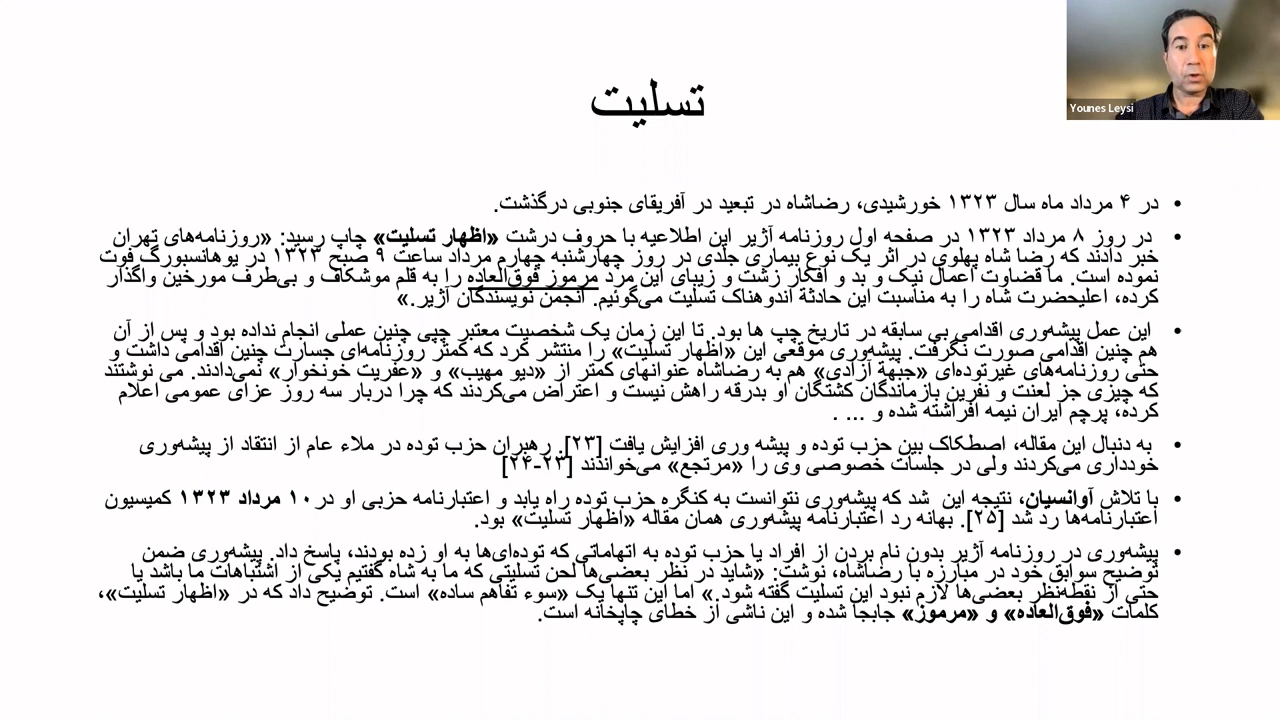 تسلیت
Younes Leysi
• در ۴ مرداد ماه سال ۱۳۲۳ خورشیدی، رضاشاه در تبعید در آفریقای جنوبی درگذشت.
• در روز ۸ مرداد ۱۳۲۳ در صفحه اول روزنامه آژیر این اطلاعیه با حروف درشت «اظهار تسلیت» چاپ رسید: «روزنامه‌های تهران
خبر دادند که رضا شاه پهلوی در اثر یک نوع بیماری جلدی در روز چهارشنبه چهارم مرداد ساعت ۹ صبح ۱۳۲۳ در یوهانسبورگ فوت
نموده است. ما قضاوت اعمال نیک و بد و افکار زشت و زیبای این مرد مرموز فوق‌العاده را به قلم موشکاف و بی‌طرف مورخین واگذار
کرده، اعلیحضرت شاه را به مناسبت این حادثهٔ اندوهناک تسلیت می‌گوئیم. انجمن نویسندگان آژیر.»
• این عمل پیشه‌وری اقدامی بی سابقه در تاریخ چپ ها بود. تا این زمان یک شخصیت معتبر چپی چنین عملی انجام نداده بود و پس از آن
هم چنین اقدامی صورت نگرفت. پیشه‌وری موقعی این «اظهار تسلیت» را منتشر کرد که کمتر روزنامه‌ای جسارت چنین اقدامی داشت و
حتی روزنامه‌های غیرتوده‌ای «جبههٔ آزادی» هم به رضاشاه عنوانهای کمتر از «دیو مهیب» و «عفریت خونخوار» نمی‌دادند. می نوشتند
که چیزی جز لعنت و نفرین بازماندگان کشتگان او بدرقه راهش نیست و اعتراض می‌کردند که چرا دربار سه روز عزای عمومی اعلام
کرده، پرچم ایران نیمه افراشته شده و ... .
• به دنبال این مقاله، اصطکاک بین حزب توده و پیشه وری افزایش یافت [۲۳]. رهبران حزب توده در ملاء عام از انتقاد از پیشه‌وری
خودداری می‌کردند ولی در جلسات خصوصی وی را «مرتجع» می‌خواندند [۲۳-۲۴]
• با تلاش آوانسیان، نتیجه این شد که پیشه‌وری نتوانست به کنگره حزب توده راه یابد و اعتبارنامه حزبی او در۱۰ مرداد ۱۳۲۳ کمیسیون
اعتبارنامه‌ها رد شد [۲۵]. بهانه رد اعتبارنامه پیشه‌وری همان مقاله «اظهار تسلیت» بود.
• پیشه‌وری در روزنامه آژیر بدون نام بردن از افراد یا حزب توده به اتهاماتی که توده‌ای‌ها به او زده بودند، پاسخ داد. پیشه‌وری ضمن
توضیح سوابق خود در مبارزه با رضاشاه، نوشت: «شاید در نظر بعضی‌ها لحن تسلیتی که ما به شاه گفتیم یکی از اشتباهات ما باشد یا
حتی از نقطه‌نظر بعضی‌ها لازم نبود این تسلیت گفته شود.» اما این تنها یک «سوء تفاهم ساده» است. توضیح داد که در «اظهار تسلیت»،
کلمات «فوق‌العاده» و «مرموز» جابجا شده و این ناشی از خطای چاپخانه است.